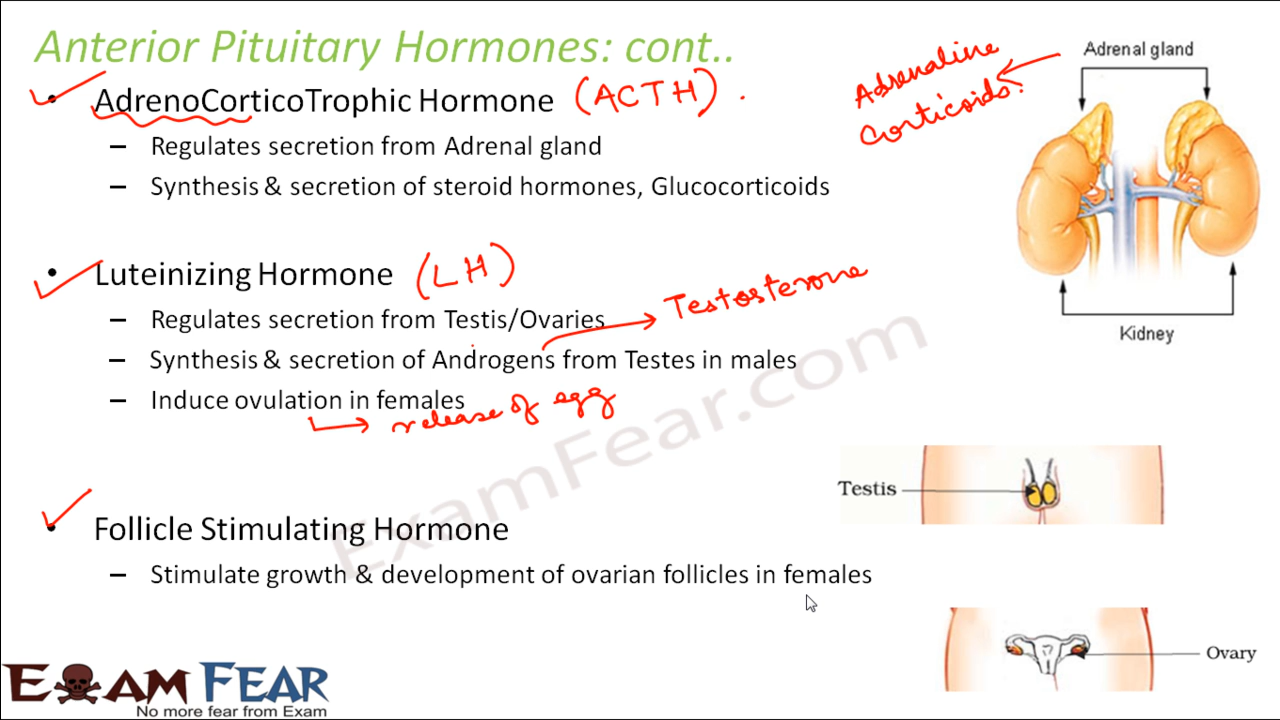 Anterior Pituitary Hormones: cont..
• AdrenoCorticoTrophic Hormone (ACTH).
– Regulates secretion from Adrenal gland
– Synthesis & secretion of steroid hormones, Glucocorticoids
Adrenaline
Corticoids.
Adrenal gland
Kidney
• Luteinizing Hormone (LH)
– Regulates secretion from Testis/Ovaries
Testosterone
– Synthesis & secretion of Androgens from Testes in males
– Induce ovulation in females
release of egg
• Follicle Stimulating Hormone
– Stimulate growth & development of ovarian follicles in females
Testis
Ovary
ExamFear.com
EXAM FEAR
No more fear from Exam